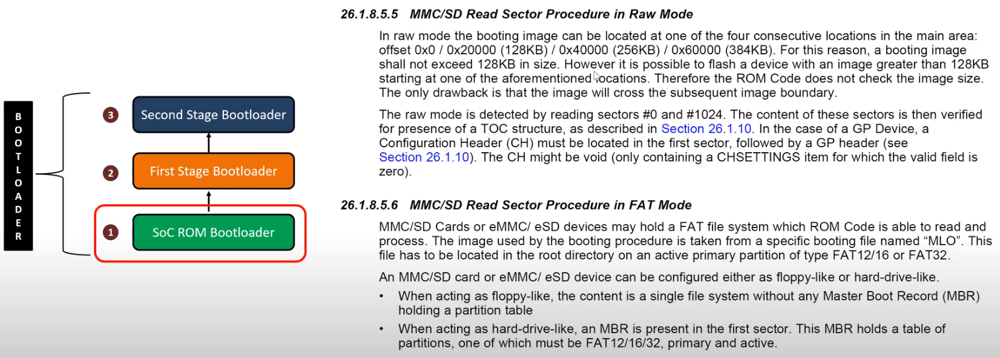 BOOTLOADER
3
Second Stage Bootloader
2
First Stage Bootloader
1
SoC ROM Bootloader
26.1.8.5.5 MMC/SD Read Sector Procedure in Raw Mode
In raw mode the booting image can be located at one of the four consecutive locations in the main area:
offset 0x0 / 0x20000 (128KB) / 0x40000 (256KB) / 0x60000 (384KB). For this reason, a booting image
shall not exceed 128KB in size. However it is possible to flash a device with an image greater than 128KB
starting at one of the aforementioned locations. Therefore the ROM Code does not check the image size.
The only drawback is that the image will cross the subsequent image boundary.
The raw mode is detected by reading sectors #0 and #1024. The content of these sectors is then verified
for presence of a TOC structure, as described in Section 26.1.10. In the case of a GP Device, a
Configuration Header (CH) must be located in the first sector, followed by a GP header (see
Section 26.1.10). The CH might be void (only containing a CHSETTINGS item for which the valid field is
zero).
26.1.8.5.6 MMC/SD Read Sector Procedure in FAT Mode
MMC/SD Cards or eMMC/ eSD devices may hold a FAT file system which ROM Code is able to read and
process. The image used by the booting procedure is taken from a specific booting file named “MLO”. This
file has to be located in the root directory on an active primary partition of type FAT12/16 or FAT32.
An MMC/SD card or eMMC/ eSD device can be configured either as floppy-like or hard-drive-like.
• When acting as floppy-like, the content is a single file system without any Master Boot Record (MBR)
holding a partition table
• When acting as hard-drive-like, an MBR is present in the first sector. This MBR holds a table of
partitions, one of which must be FAT12/16/32, primary and active.